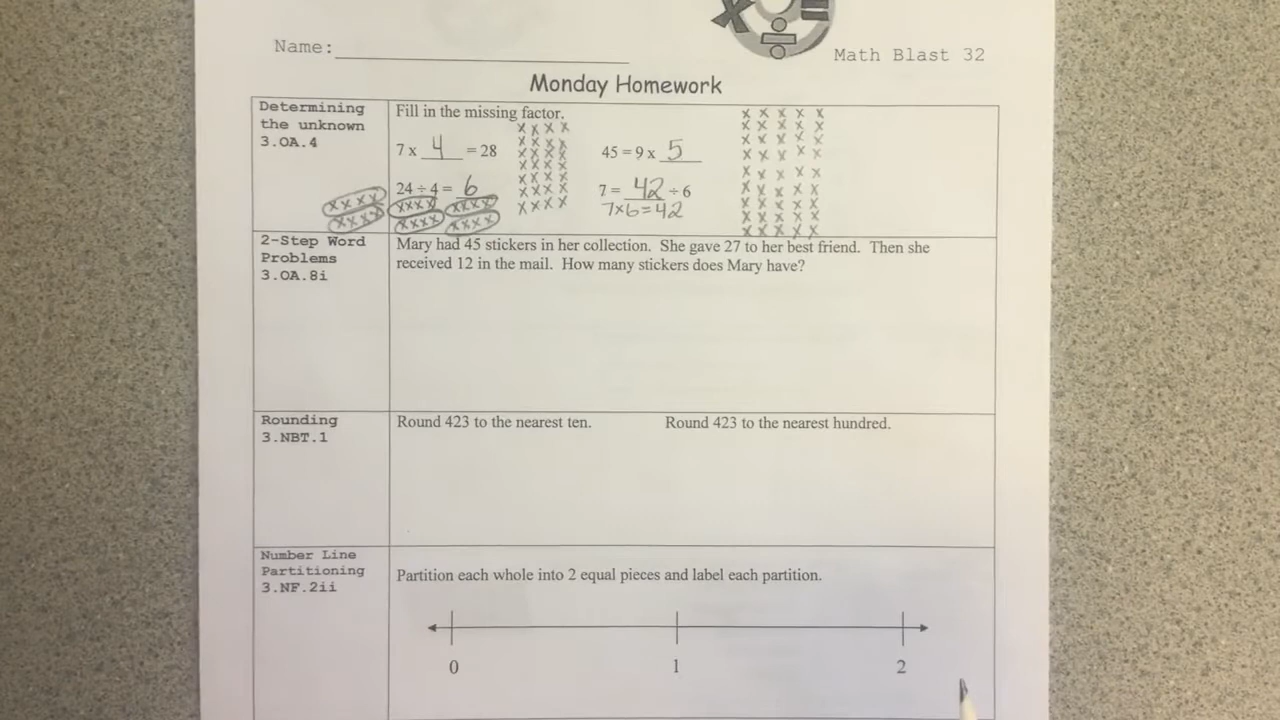 Name:
Math Blast 32
Monday Homework
Determining
the unknown
3.OA.4
Fill in the missing factor.
7 x 4 = 28
45 = 9 x 5
24 ÷ 4 = 6
7 = 42 ÷ 6
7x6=42
2-Step Word
Problems
3.OA.8i
Mary had 45 stickers in her collection. She gave 27 to her best friend. Then she
received 12 in the mail. How many stickers does Mary have?
Rounding
3.NBT.1
Round 423 to the nearest ten.
Round 423 to the nearest hundred.
Number Line
Partitioning
3.NF.2ii
Partition each whole into 2 equal pieces and label each partition.
0 1 2